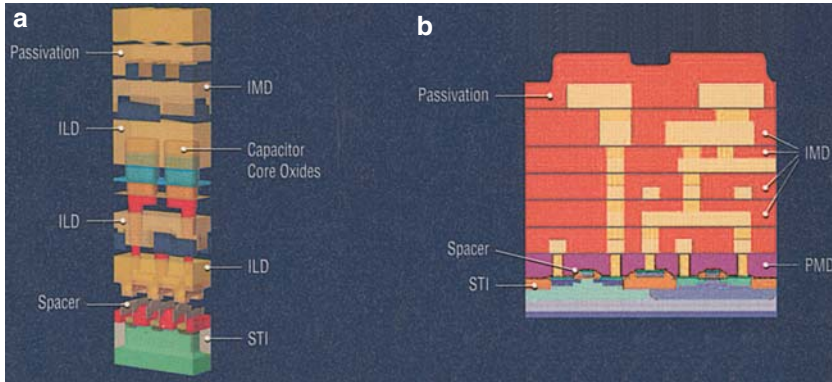 a
Passivation
IMD
ILD
Capacitor
Core Oxides
ILD
ILD
Spacer
STI
b
Passivation
IMD
Spacer
STI
PMD